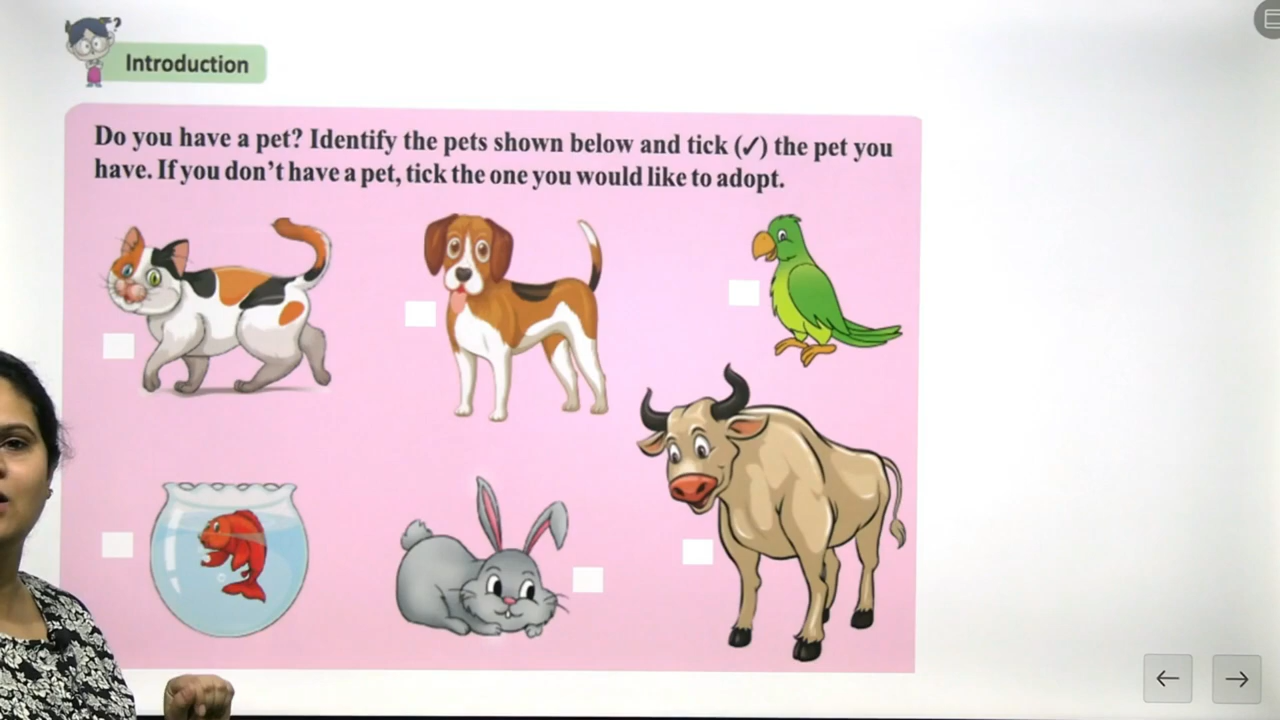 Introduction
Do you have a pet? Identify the pets shown below and tick (✓) the pet you
have. If you don't have a pet, tick the one you would like to adopt.